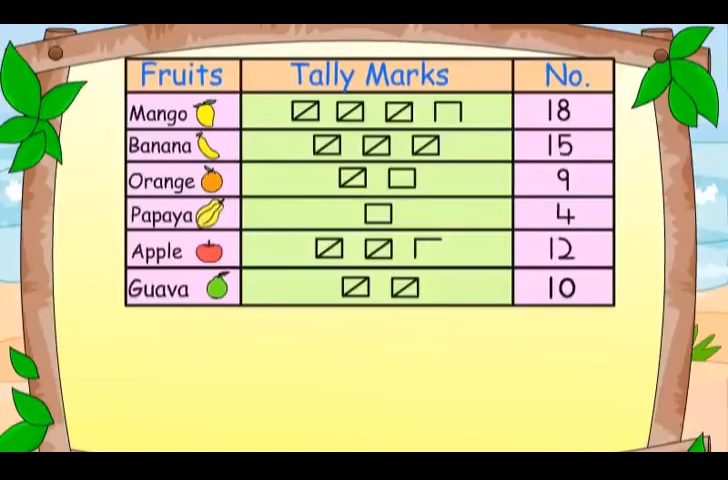 Fruits Tally Marks No.
Mango 18
Banana 15
Orange 9
Papaya 4
Apple 12
Guava 10